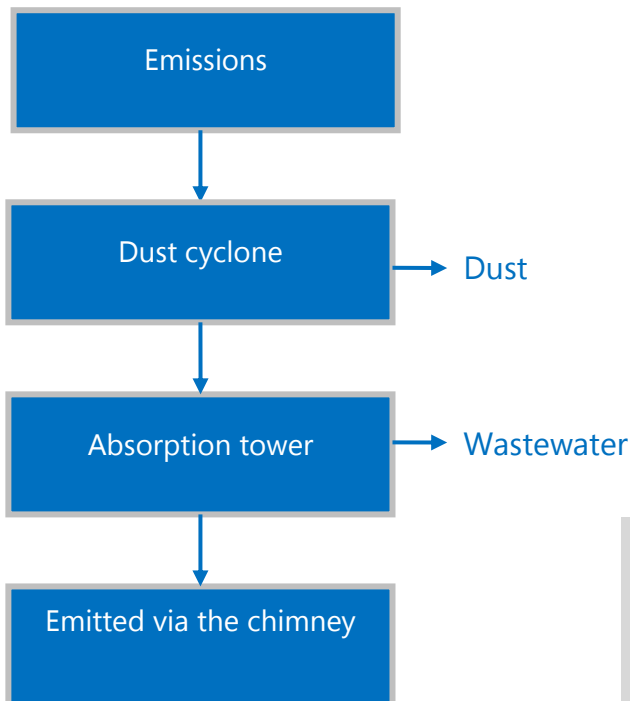 Emissions
Dust cyclone
Dust
Absorption tower
Wastewater
Emitted via the chimney